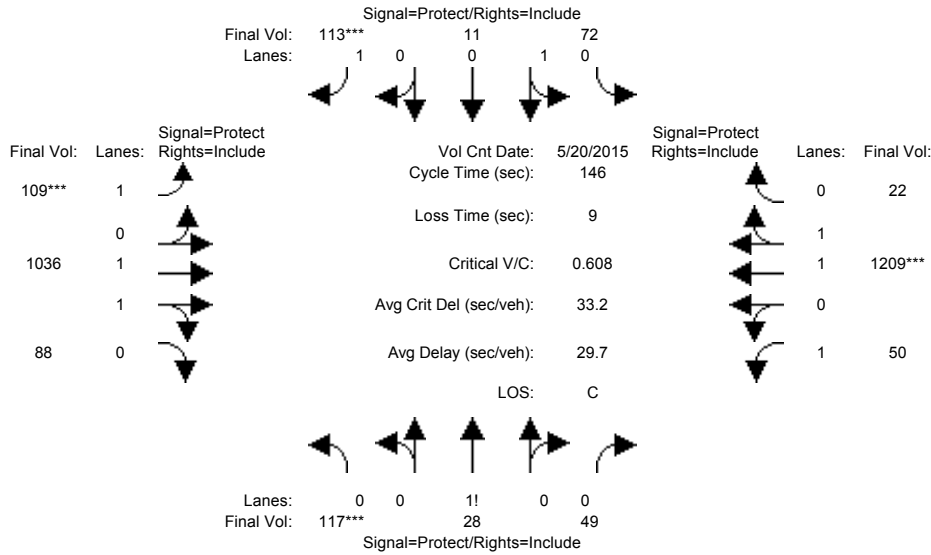 Signal=Protect/Rights=Include
Final Vol: 113*** 11 72
Lanes: 1 0 0 1 0
Signal=Protect Signal=Protect
Final Vol: Lanes: Rights=Include Vol Cnt Date: 5/20/2015 Rights=Include Lanes: Final Vol:
Cycle Time (sec): 146
109*** 1 0 22
Loss Time (sec): 9
0 1
1036 1 Critical V/C: 0.608 1 1209***
1 Avg Crit Del (sec/veh): 33.2 0
88 0 Avg Delay (sec/veh): 29.7 1 50
LOS: C
Lanes: 0 0 1! 0 0
Final Vol: 117*** 28 49
Signal=Protect/Rights=Include